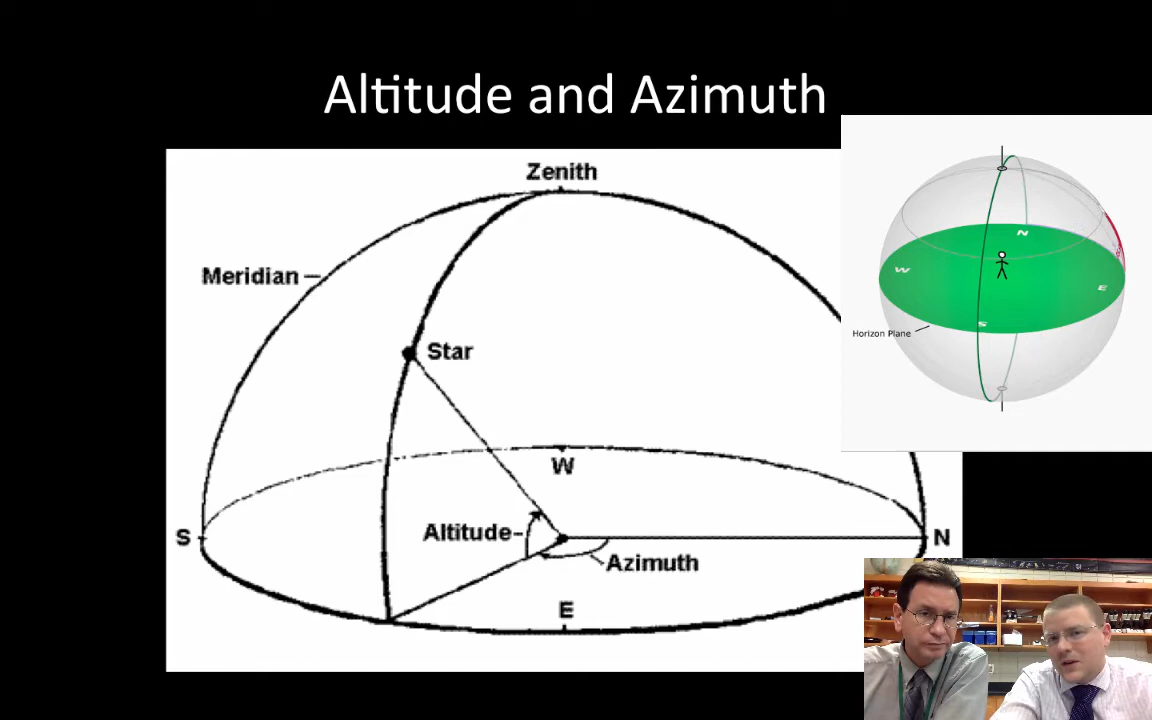 Altitude and Azimuth
Zenith
Meridian
Star
W
S
Altitude
N
Azimuth
E
N
W
E
S
Horizon Plane